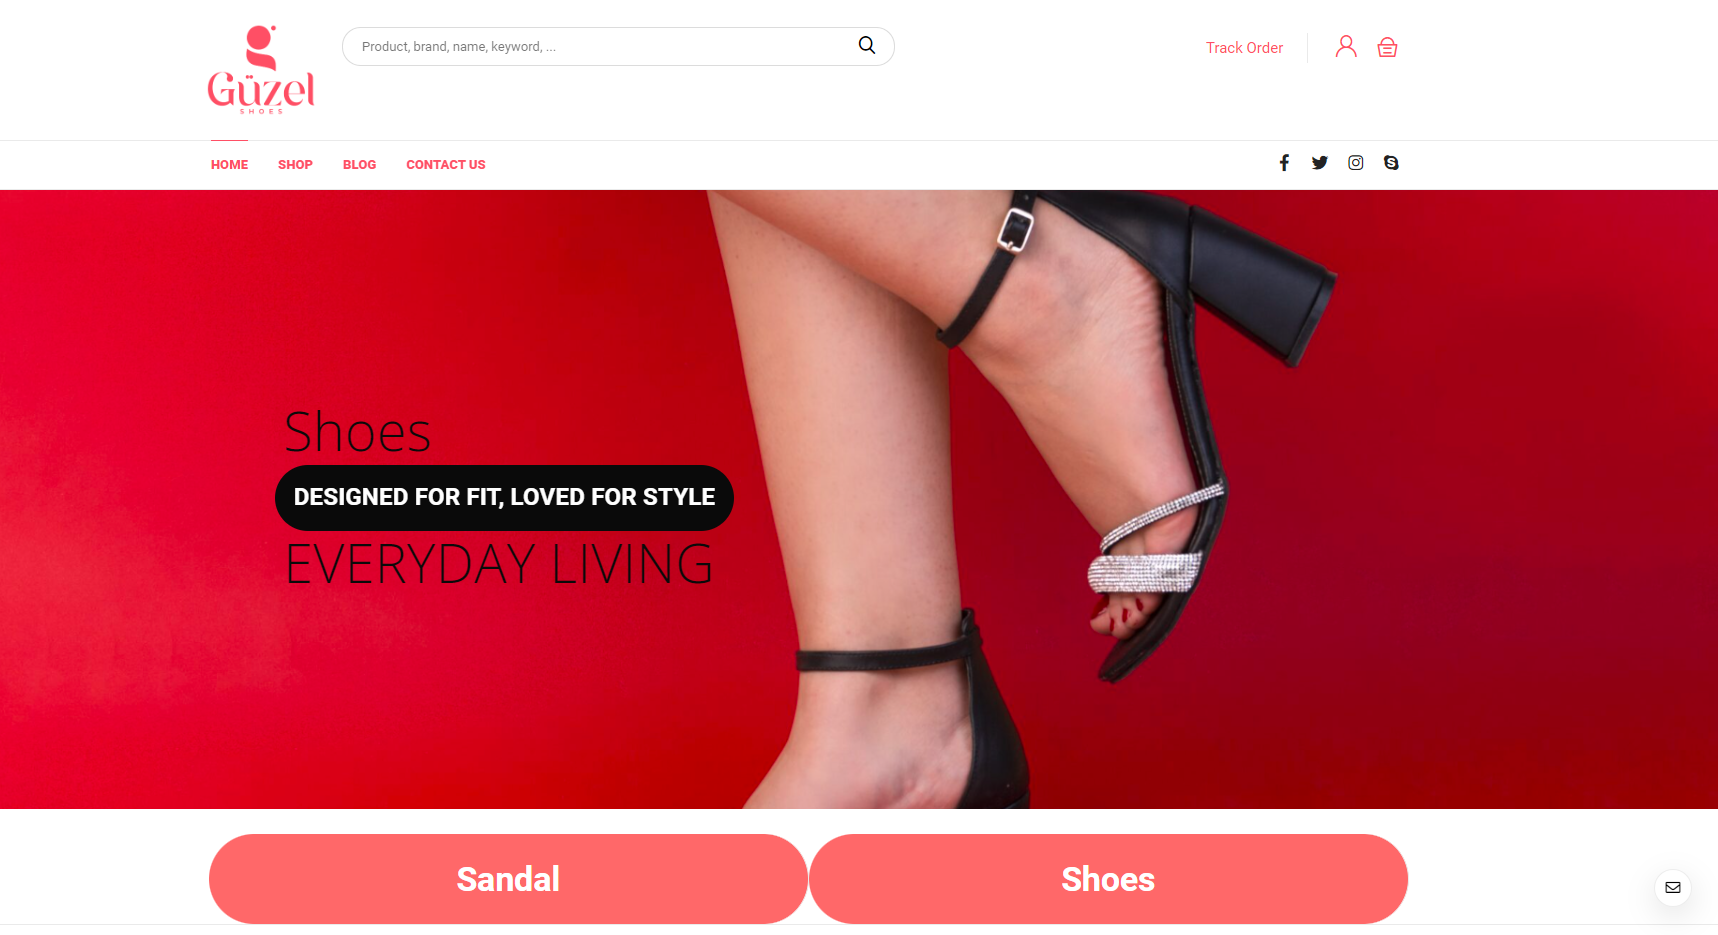 Güzel
SHOES
Product, brand, name, keyword, ...
Track Order
HOME
SHOP
BLOG
CONTACT US
Shoes
DESIGNED FOR FIT, LOVED FOR STYLE
EVERYDAY LIVING
Sandal
Shoes